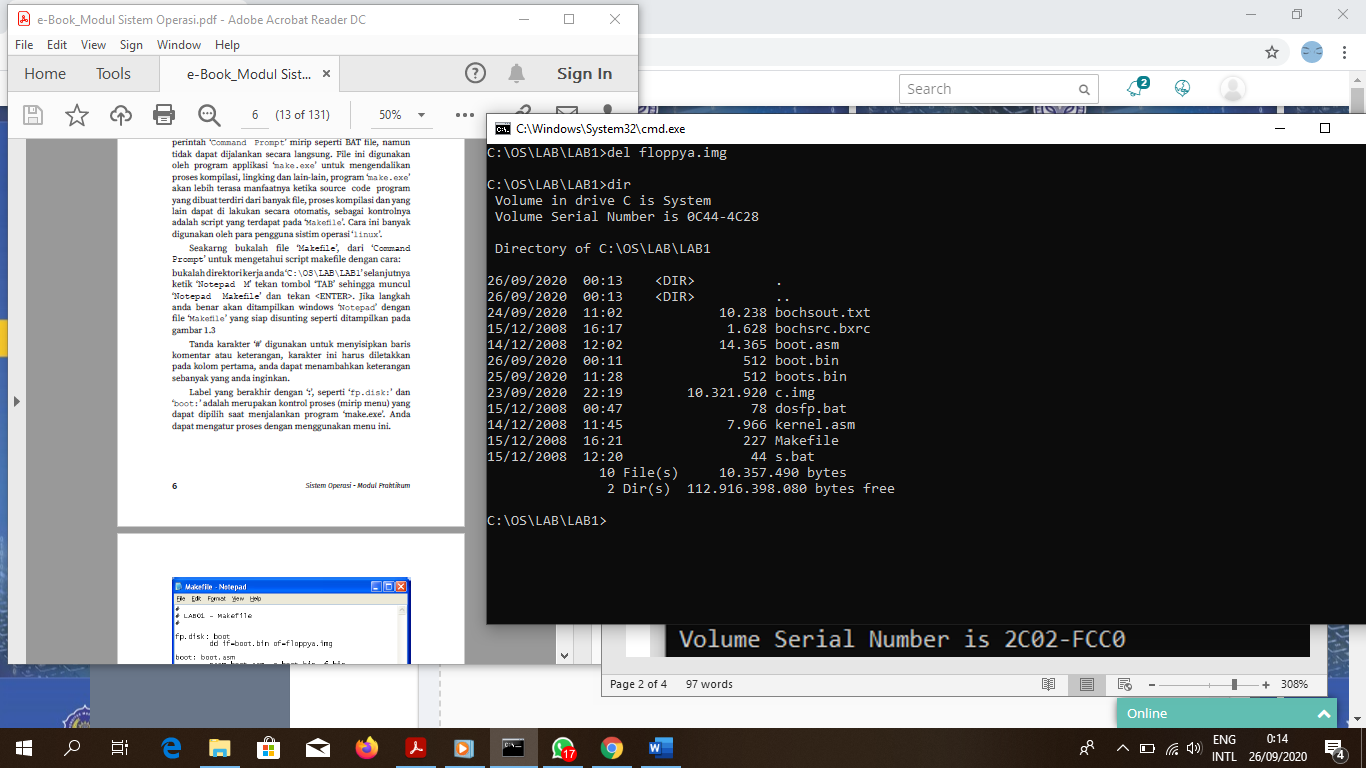 e-Book_Modul Sistem Operasi.pdf - Adobe Acrobat Reader DC
File Edit View Sign Window Help
Home Tools e-Book_Modul Sist... × ? Sign In
6 (13 of 131) 50%
perintah 'Command Prompt' mirip seperti BAT file, namun
tidak dapat dijalankan secara langsung. File ini digunakan
oleh program applikasi 'make.exe' untuk mengendalikan
proses kompilasi, lingking dan lain-lain, program 'make.exe'
akan lebih terasa manfaatnya ketika source code program
yang dibuat terdiri dari banyak file, proses kompilasi dan yang
lain dapat di lakukan secara otomatis, sebagai kontrolnya
adalah script yang terdapat pada 'Makefile'. Cara ini banyak
digunakan oleh para pengguna sistim operasi 'linux'.
Seakarng bukalah file 'Makefile', dari 'Command
Prompt' untuk mengetahui script makefile dengan cara:
bukalah direktori kerja anda 'C:\OS\LAB\LAB1' selanjutnya
ketik 'Notepad M' tekan tombol 'TAB' sehingga muncul
'Notepad Makefile' dan tekan <ENTER>. Jika langkah
anda benar akan ditampilkan windows 'Notepad' dengan
file 'Makefile' yang siap disunting seperti ditampilkan pada
gambar 1.3
Tanda karakter '#' digunakan untuk menyisipkan baris
komentar atau keterangan, karakter ini harus diletakkan
pada kolom pertama, anda dapat menambahkan keterangan
sebanyak yang anda inginkan.
Label yang berakhir dengan ':', seperti 'fp.disk:' dan
'boot:' adalah merupakan kontrol proses (mirip menu) yang
dapat dipilih saat menjalankan program 'make.exe'. Anda
dapat mengatur proses dengan menggunakan menu ini.
6 Sistem Operasi - Modul Praktikum
Makefile - Notepad
File Edit Format View Help
#
# LAB01 - Makefile
#
fp.disk: boot
dd if=boot.bin of=floppya.img
boot: boot.asm
Search
2
C:\Windows\System32\cmd.exe
C:\OS\LAB\LAB1>del floppya.img
C:\OS\LAB\LAB1>dir
Volume in drive C is System
Volume Serial Number is 0C44-4C28
Directory of C:\OS\LAB\LAB1
26/09/2020 00:13 <DIR> .
26/09/2020 00:13 <DIR> ..
24/09/2020 11:02 10.238 bochsout.txt
15/12/2008 16:17 1.628 bochsrc.bxrc
14/12/2008 12:02 14.365 boot.asm
26/09/2020 00:11 512 boot.bin
25/09/2020 11:28 512 boots.bin
23/09/2020 22:19 10.321.920 c.img
15/12/2008 00:47 78 dosfp.bat
14/12/2008 11:45 7.966 kernel.asm
15/12/2008 16:21 227 Makefile
15/12/2008 12:20 44 s.bat
10 File(s) 10.357.490 bytes
2 Dir(s) 112.916.398.080 bytes free
C:\OS\LAB\LAB1>
Volume Serial Number is 2C02-FCC0
Page 2 of 4 97 words 308%
Online
17
ENG
INTL
0:14
26/09/2020
4